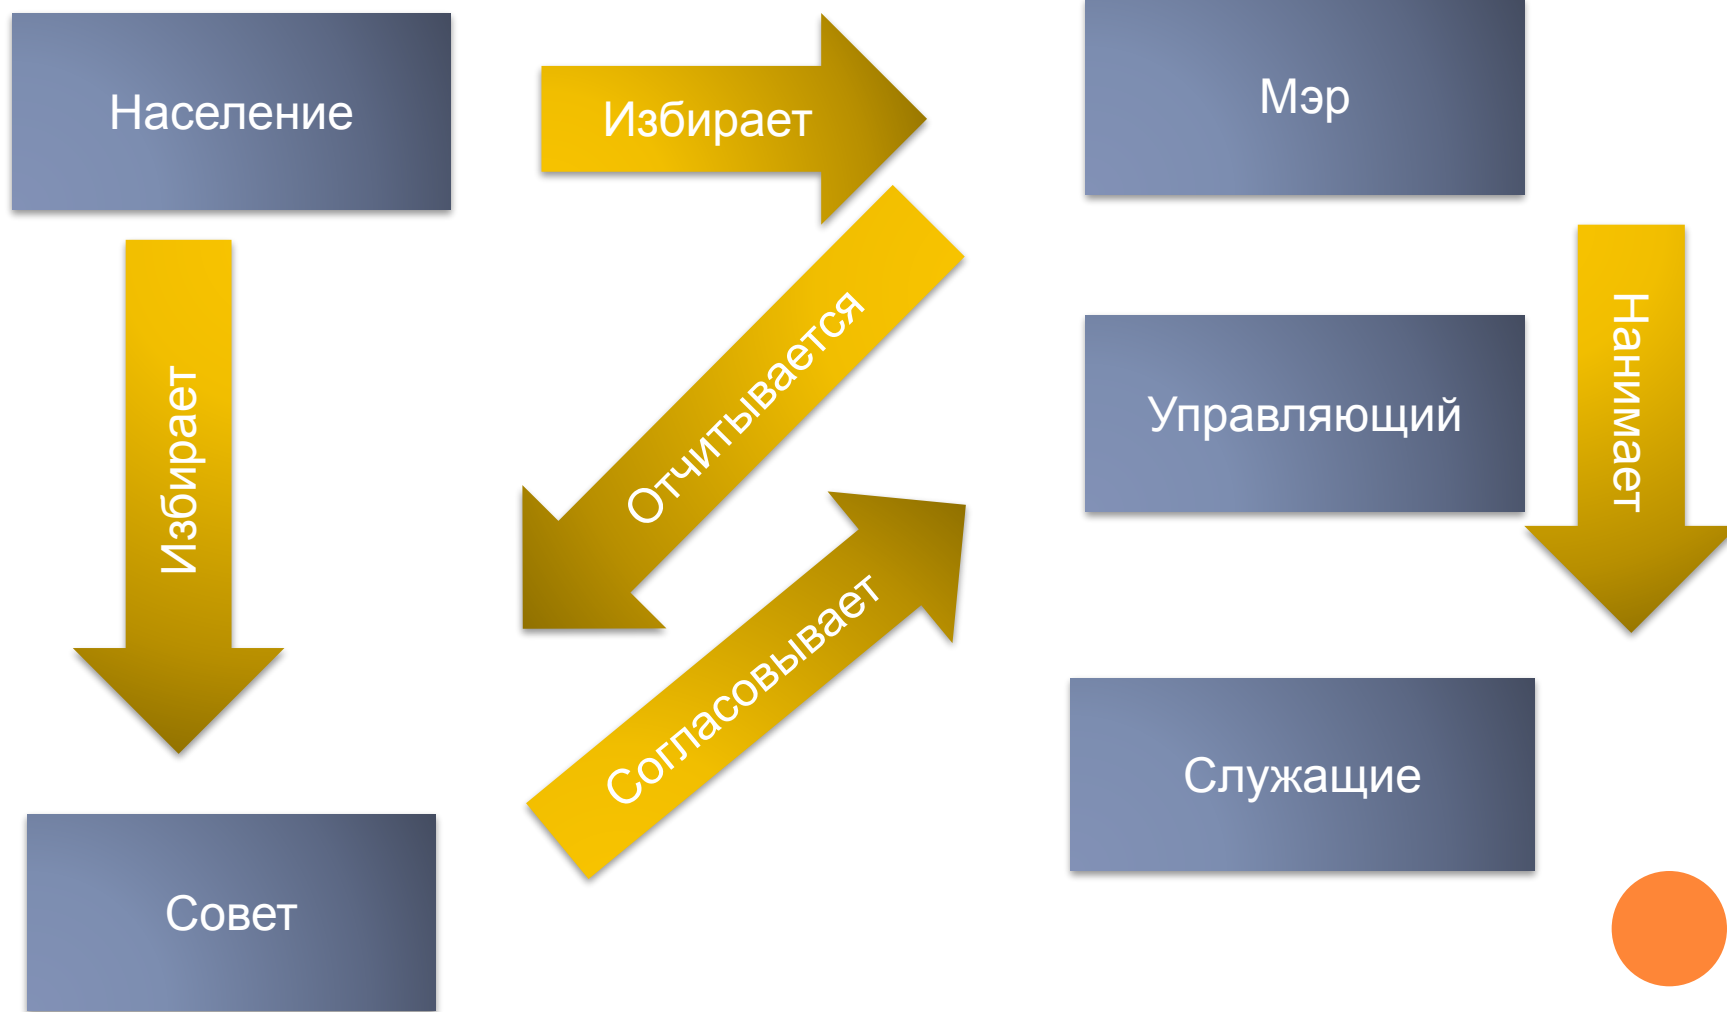 Население
Избирает
Мэр
Отчитывается
Избирает
Управляющий
Нанимает
Согласовывает
Служащие
Совет